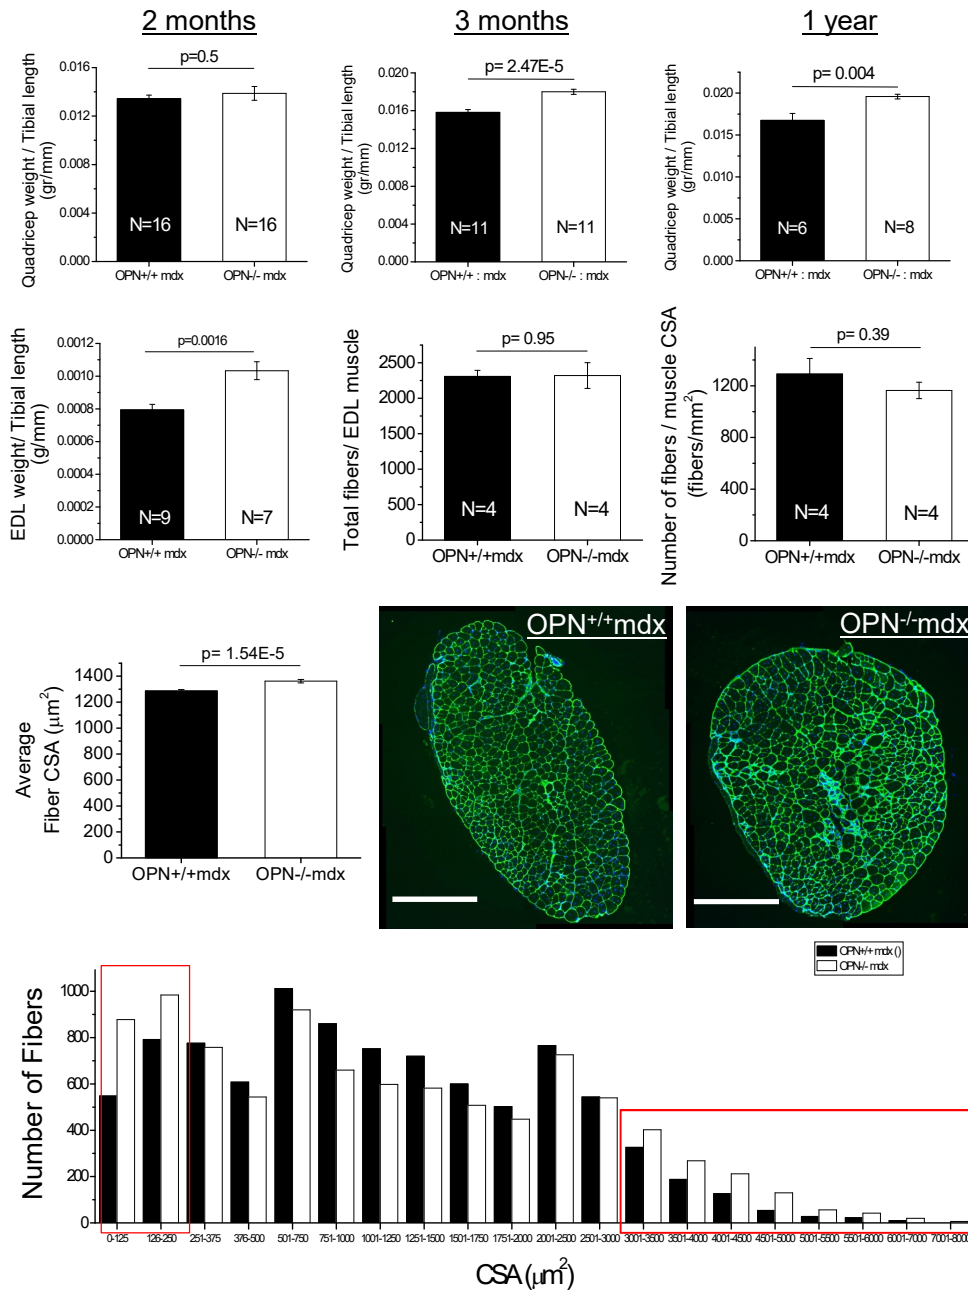 2 months
3 months
1 year
Quadricep weight / Tibial length
(gr/mm)
0.016
0.012
0.008
0.004
0.000
p=0.5
N=16
N=16
OPN+/+ mdx
OPN-/- mdx
Quadricep weight / Tibial length
(gr/mm)
0.020
0.016
0.012
0.008
0.004
0.000
p= 2.47E-5
N=11
N=11
OPN+/+ : mdx
OPN-/- : mdx
Quadricep weight / Tibial length
(gr/mm)
0.020
0.015
0.010
0.005
0.000
p= 0.004
N=6
N=8
OPN+/+ : mdx
OPN-/- : mdx
EDL weight/ Tibial length
(g/mm)
0.0012
0.0010
0.0008
0.0006
0.0004
0.0002
0.0000
p=0.0016
N=9
N=7
OPN+/+ mdx
OPN-/- mdx
Total fibers/ EDL muscle
2500
2000
1500
1000
500
0
p= 0.95
N=4
N=4
OPN+/+mdx
OPN-/-mdx
Number of fibers / muscle CSA
(fibers/mm²)
1200
800
400
0
p= 0.39
N=4
N=4
OPN+/+mdx
OPN-/-mdx
Average
Fiber CSA (μm²)
1400
1200
1000
800
600
400
200
0
p= 1.54E-5
OPN+/+mdx
OPN-/-mdx
OPN⁺/⁺mdx
OPN⁻/⁻mdx
OPN+/+ mdx ()
OPN-/- mdx
Number of Fibers
1000
800
600
400
200
0
0-125
126-250
251-375
376-500
501-750
751-1000
1001-1250
1251-1500
1501-1750
1751-2000
2001-2500
2501-3000
3001-3500
3501-4000
4001-4500
4501-5000
5001-5500
5501-6000
6001-7000
7001-8000
CSA (μm²)